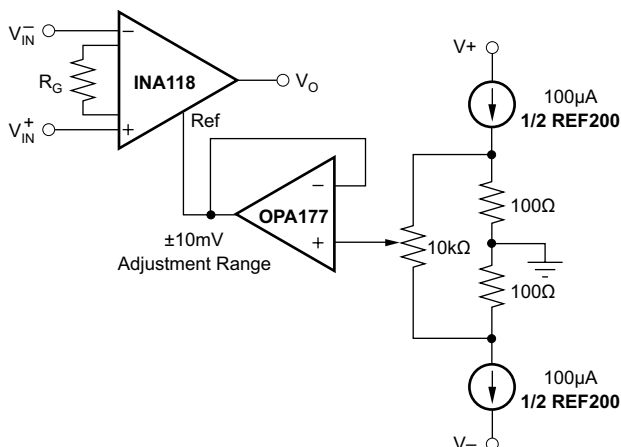 V−IN
RG
V+IN
−
+
INA118
Ref
VO
V+
100µA
1/2 REF200
−
+
OPA177
±10mV
Adjustment Range
10kΩ
100Ω
100Ω
100µA
1/2 REF200
V−